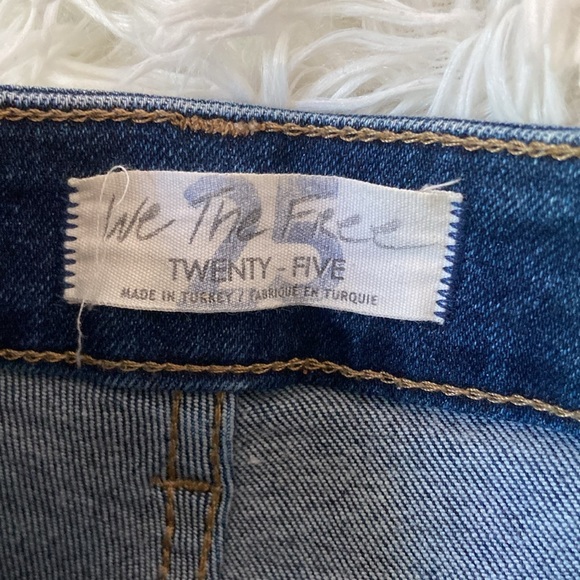 25
We The Free
TWENTY - FIVE
MADE IN TURKEY / FABRIQUE EN TURQUIE